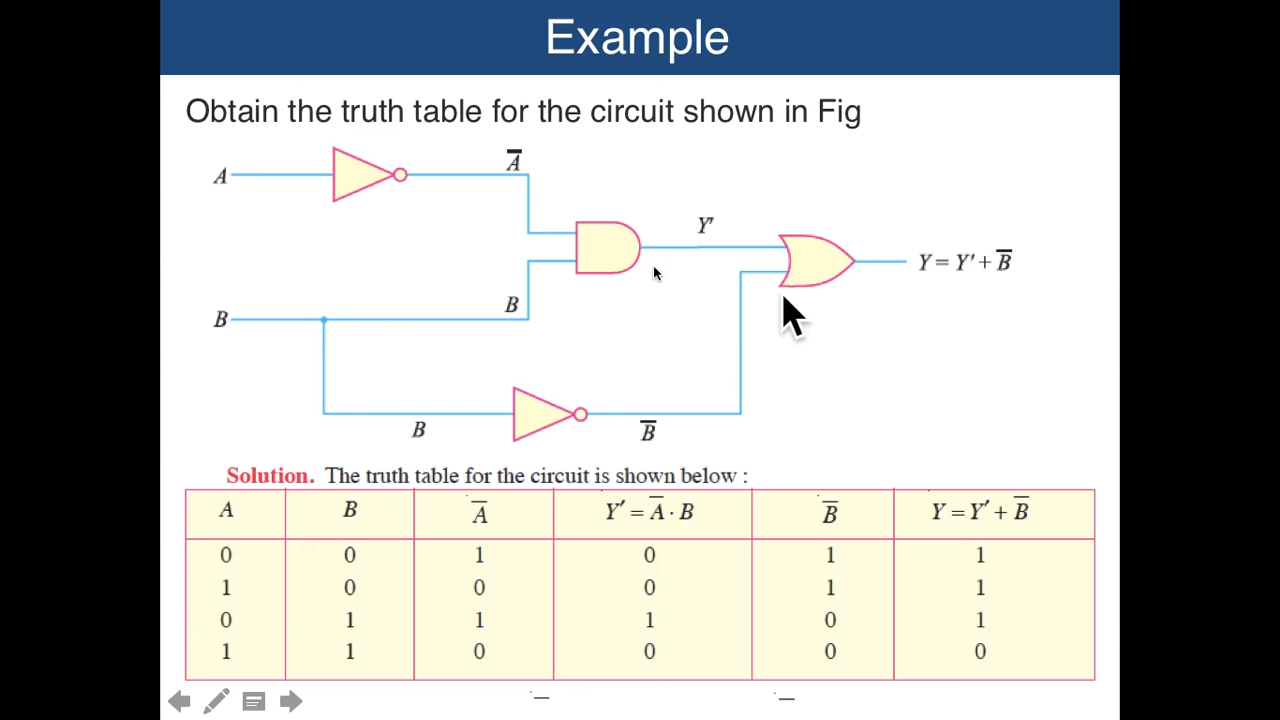 Example
Obtain the truth table for the circuit shown in Fig
A̅
A
Y'
Y = Y' + B̅
B
B
B
B̅
Solution. The truth table for the circuit is shown below :
A B A̅ Y' = A̅ · B B̅ Y = Y' + B̅
0 0 1 0 1 1
1 0 0 0 1 1
0 1 1 1 0 1
1 1 0 0 0 0